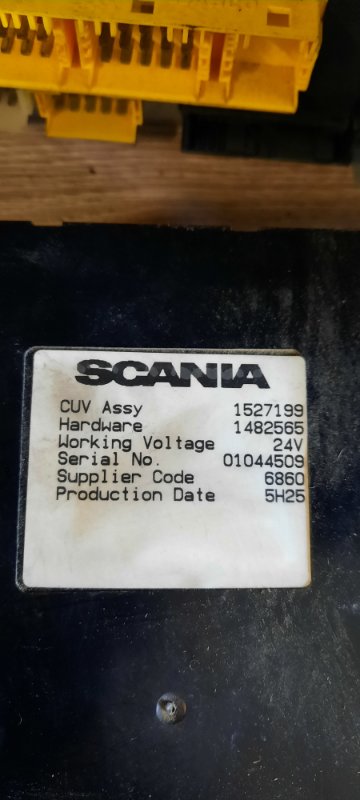 SCANIA
CUV Assy 1527199
Hardware 1482565
Working Voltage 24V
Serial No. 01044509
Supplier Code 6860
Production Date 5H25